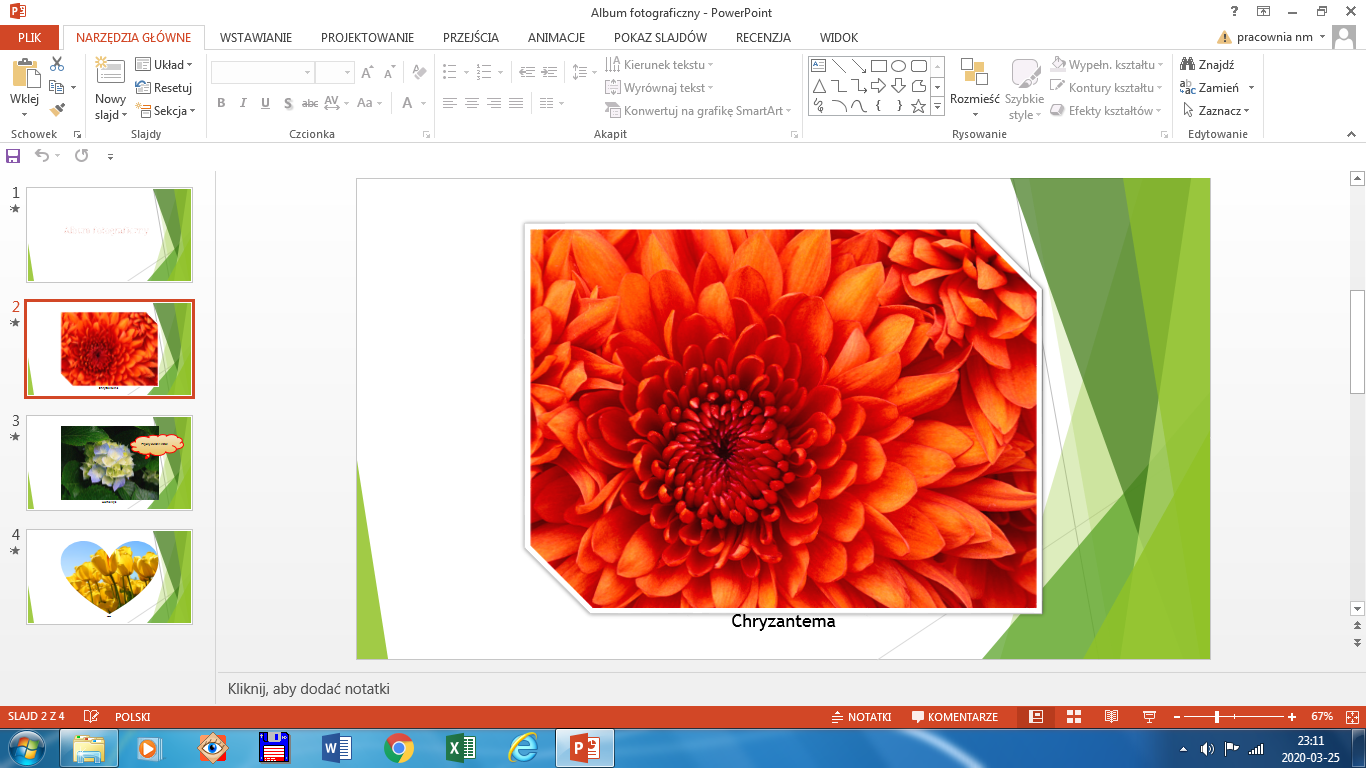 Album fotograficzny - PowerPoint
?
PLIK NARZĘDZIA GŁÓWNE WSTAWIANIE PROJEKTOWANIE PRZEJŚCIA ANIMACJE POKAZ SLAJDÓW RECENZJA WIDOK pracownia nm
Wklej
Schowek
Nowy slajd
Układ
Resetuj
Sekcja
Slajdy
B I U S abc AV Aa A
Czcionka
Kierunek tekstu
Wyrównaj tekst
Konwertuj na grafikę SmartArt
Akapit
Rozmieść
Szybkie style
Wypełn. kształtu
Kontury kształtu
Efekty kształtów
Rysowanie
Znajdź
Zamień
Zaznacz
Edytowanie
1
Album fotograficzny
2
Chryzantema
3
4
Chryzantema
Kliknij, aby dodać notatki
SLAJD 2 Z 4 POLSKI NOTATKI KOMENTARZE 67%
23:11
2020-03-25